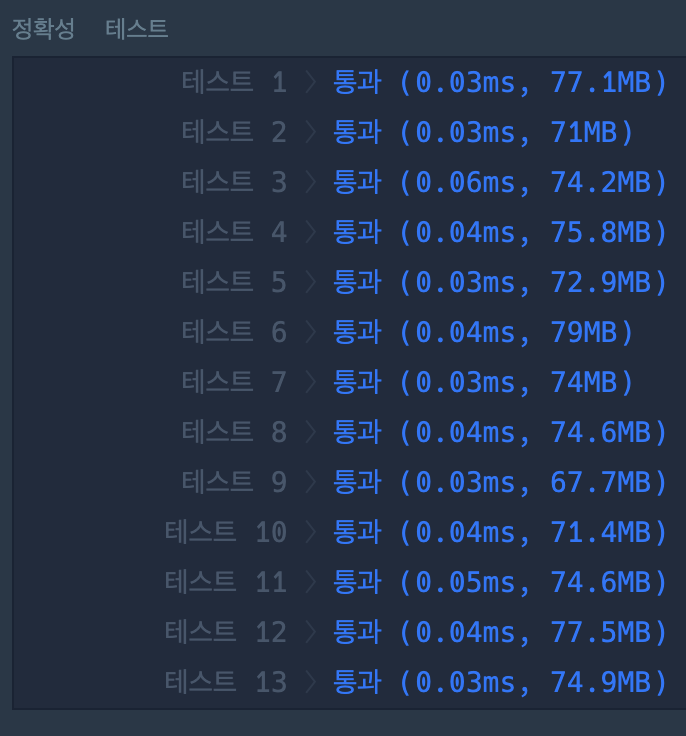 정확성 테스트
테스트 1 〉 통과 (0.03ms, 77.1MB)
테스트 2 〉 통과 (0.03ms, 71MB)
테스트 3 〉 통과 (0.06ms, 74.2MB)
테스트 4 〉 통과 (0.04ms, 75.8MB)
테스트 5 〉 통과 (0.03ms, 72.9MB)
테스트 6 〉 통과 (0.04ms, 79MB)
테스트 7 〉 통과 (0.03ms, 74MB)
테스트 8 〉 통과 (0.04ms, 74.6MB)
테스트 9 〉 통과 (0.03ms, 67.7MB)
테스트 10 〉 통과 (0.04ms, 71.4MB)
테스트 11 〉 통과 (0.05ms, 74.6MB)
테스트 12 〉 통과 (0.04ms, 77.5MB)
테스트 13 〉 통과 (0.03ms, 74.9MB)